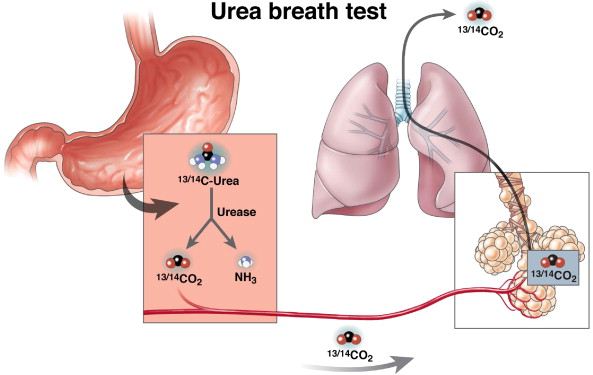 Urea breath test
¹³/¹⁴CO₂
¹³/¹⁴C-Urea
Urease
¹³/¹⁴CO₂
NH₃
¹³/¹⁴CO₂
¹³/¹⁴CO₂